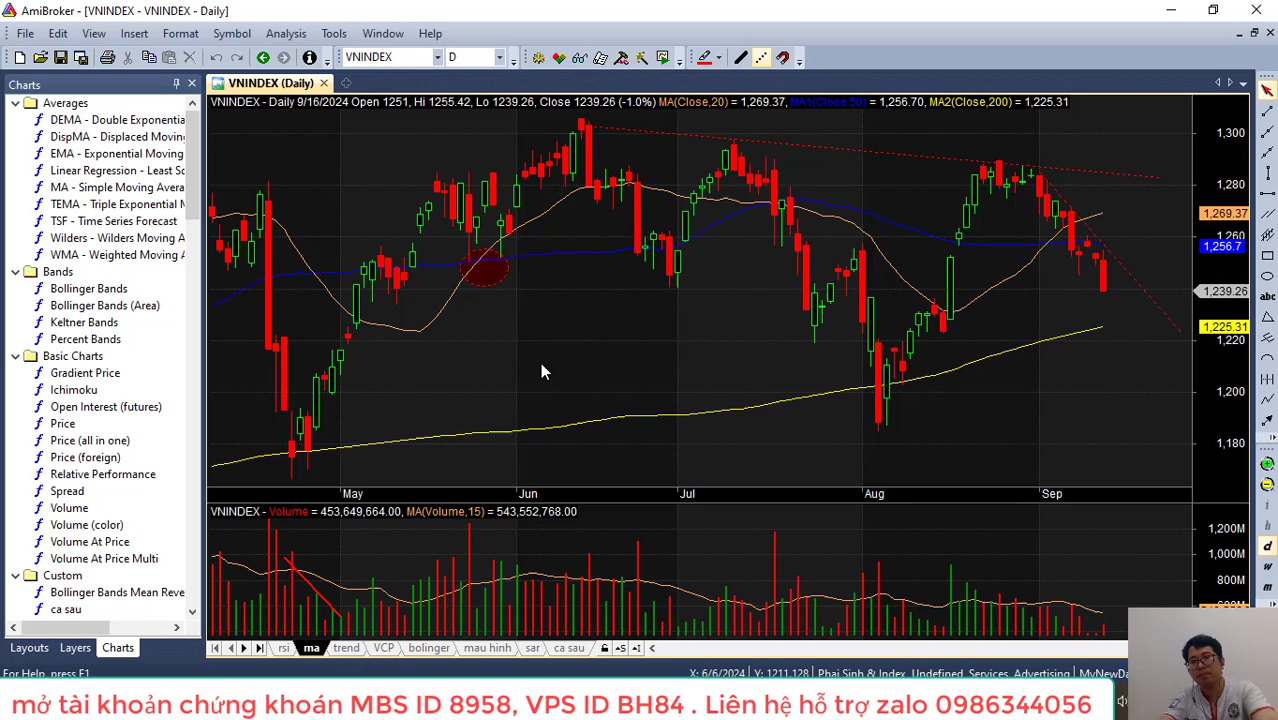 AmiBroker - [VNINDEX - VNINDEX - Daily]
File Edit View Insert Format Symbol Analysis Tools Window Help
VNINDEX D
Charts
VNINDEX (Daily)
Averages
DEMA - Double Exponentia
DispMA - Displaced Movin
EMA - Exponential Moving
Linear Regression - Least Sc
MA - Simple Moving Avera
TEMA - Triple Exponential M
TSF - Time Series Forecast
Wilders - Wilders Moving A
WMA - Weighted Moving A
Bands
Bollinger Bands
Bollinger Bands (Area)
Keltner Bands
Percent Bands
Basic Charts
Gradient Price
Ichimoku
Open Interest (futures)
Price
Price (all in one)
Price (foreign)
Relative Performance
Spread
Volume
Volume (color)
Volume At Price
Volume At Price Multi
Custom
Bollinger Bands Mean Reve
ca sau
Layouts Layers Charts
VNINDEX - Daily 9/16/2024 Open 1251, Hi 1255.42, Lo 1239.26, Close 1239.26 (-1.0%) MA(Close,20) = 1,269.37, MA1(Close,50) = 1,256.70, MA2(Close,200) = 1,225.31
1,300
1,280
1,269.37
1,260
1,256.7
1,239.26
1,225.31
1,220
1,200
1,180
May Jun Jul Aug Sep
VNINDEX - Volume = 453,649,664.00, MA(Volume,15) = 543,552,768.00
1,200M
1,000M
800M
rsi ma trend VCP bolinger mau hinh sar ca sau
For Help, press F1
X: 6/6/2024 Y: 1211.128 Phai Sinh & Index, Undefined, Services, Advertising MyNewDa
abc
d
w
m
mở tài khoản chứng khoán MBS ID 8958, VPS ID BH84 . Liên hệ hỗ trợ zalo 0986344056